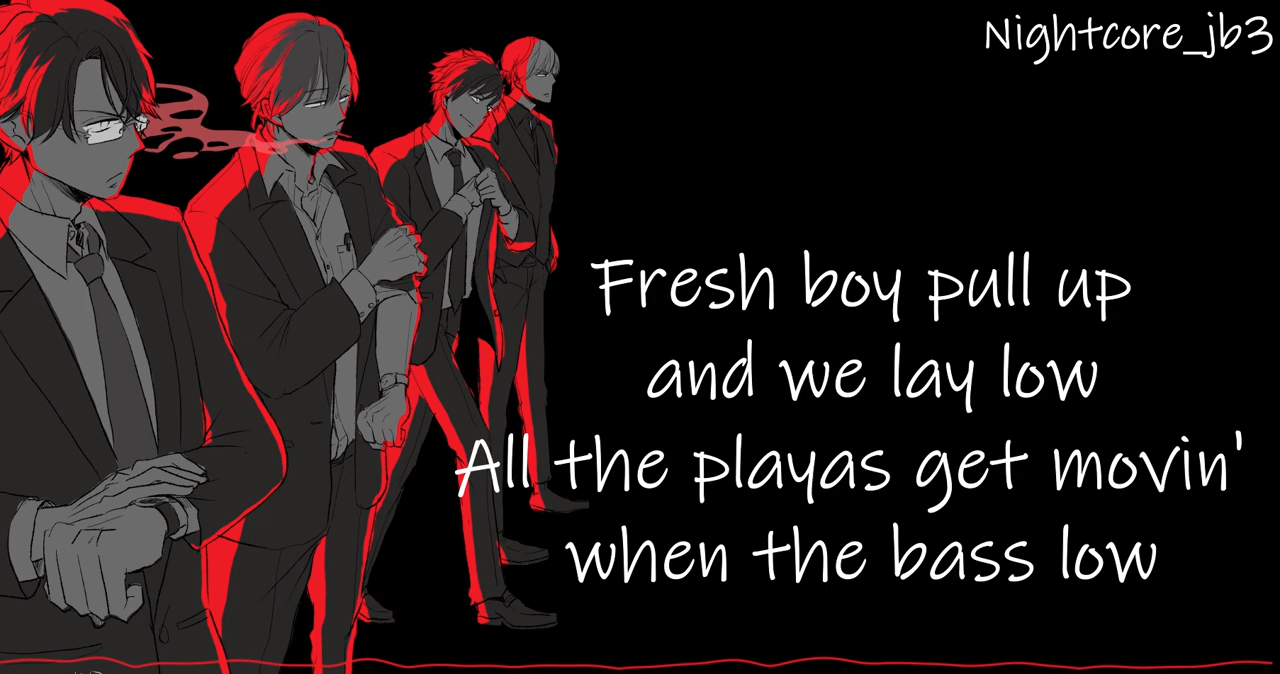 Nightcore_jb3
Fresh boy pull up
and we lay low
All the playas get movin'
when the bass low